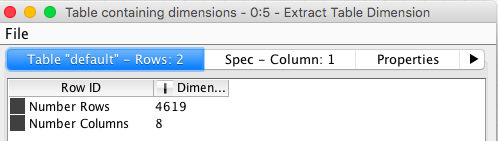 Table containing dimensions - 0:5 - Extract Table Dimension
File
Table "default" - Rows: 2 Spec - Column: 1 Properties
Row ID Dimen...
Number Rows 4619
Number Columns 8